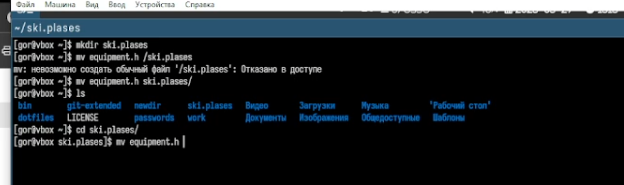 Файл Машина Вид Ввод Устройства Справка
~/ski.plases
[gor@vbox ~]$ mkdir ski.plases
[gor@vbox ~]$ mv equipment.h /ski.plases
mv: невозможно создать обычный файл '/ski.plases': Отказано в доступе
[gor@vbox ~]$ mv equipment.h ski.plases/
[gor@vbox ~]$ ls
bin git-extended newdir ski.plases Видео Загрузки Музыка 'Рабочий стол'
dotfiles LICENSE passwords work Документы Изображения Общедоступные Шаблоны
[gor@vbox ~]$ cd ski.plases/
[gor@vbox ski.plases]$ mv equipment.h